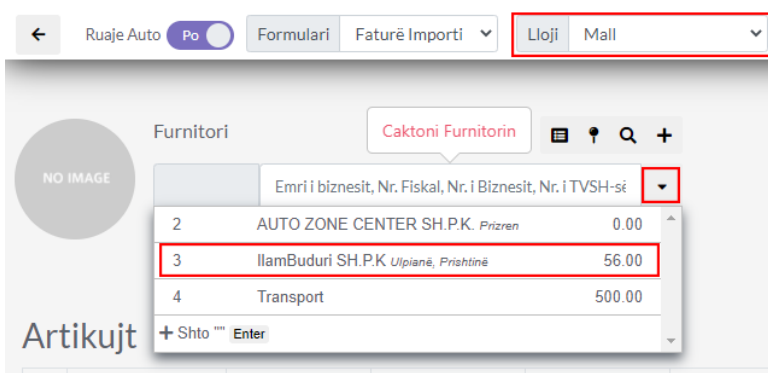 Ruaje Auto Po Formulari Faturë Importi Lloji Mall
Furnitori Caktoni Furnitorin
NO IMAGE
Emri i biznesit, Nr. Fiskal, Nr. i Biznesit, Nr. i TVSH-së
2 AUTO ZONE CENTER SH.P.K. Prizren 0.00
3 IlamBuduri SH.P.K Ulpianë, Prishtinë 56.00
4 Transport 500.00
+ Shto "" Enter
Artikujt